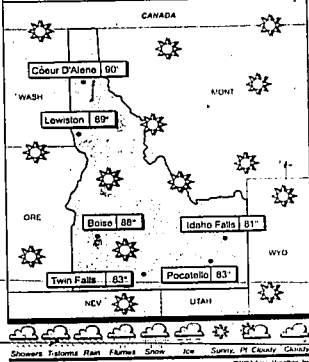 CANADA
Coeur D'Alene 90°
WASH
MONT
Lewiston 89°
ORE
Boise 88°
Idaho Falls 81°
WYO
Twin Falls 83°
Pocatello 83°
NEV
UTAH
Showers T-storms Rain Flurries Snow Ice Sunny Pt Cloudy Cloudy